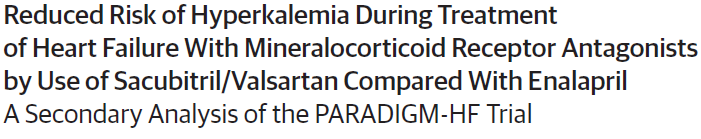 Reduced Risk of Hyperkalemia During Treatment
of Heart Failure With Mineralocorticoid Receptor Antagonists
by Use of Sacubitril/Valsartan Compared With Enalapril
A Secondary Analysis of the PARADIGM-HF Trial